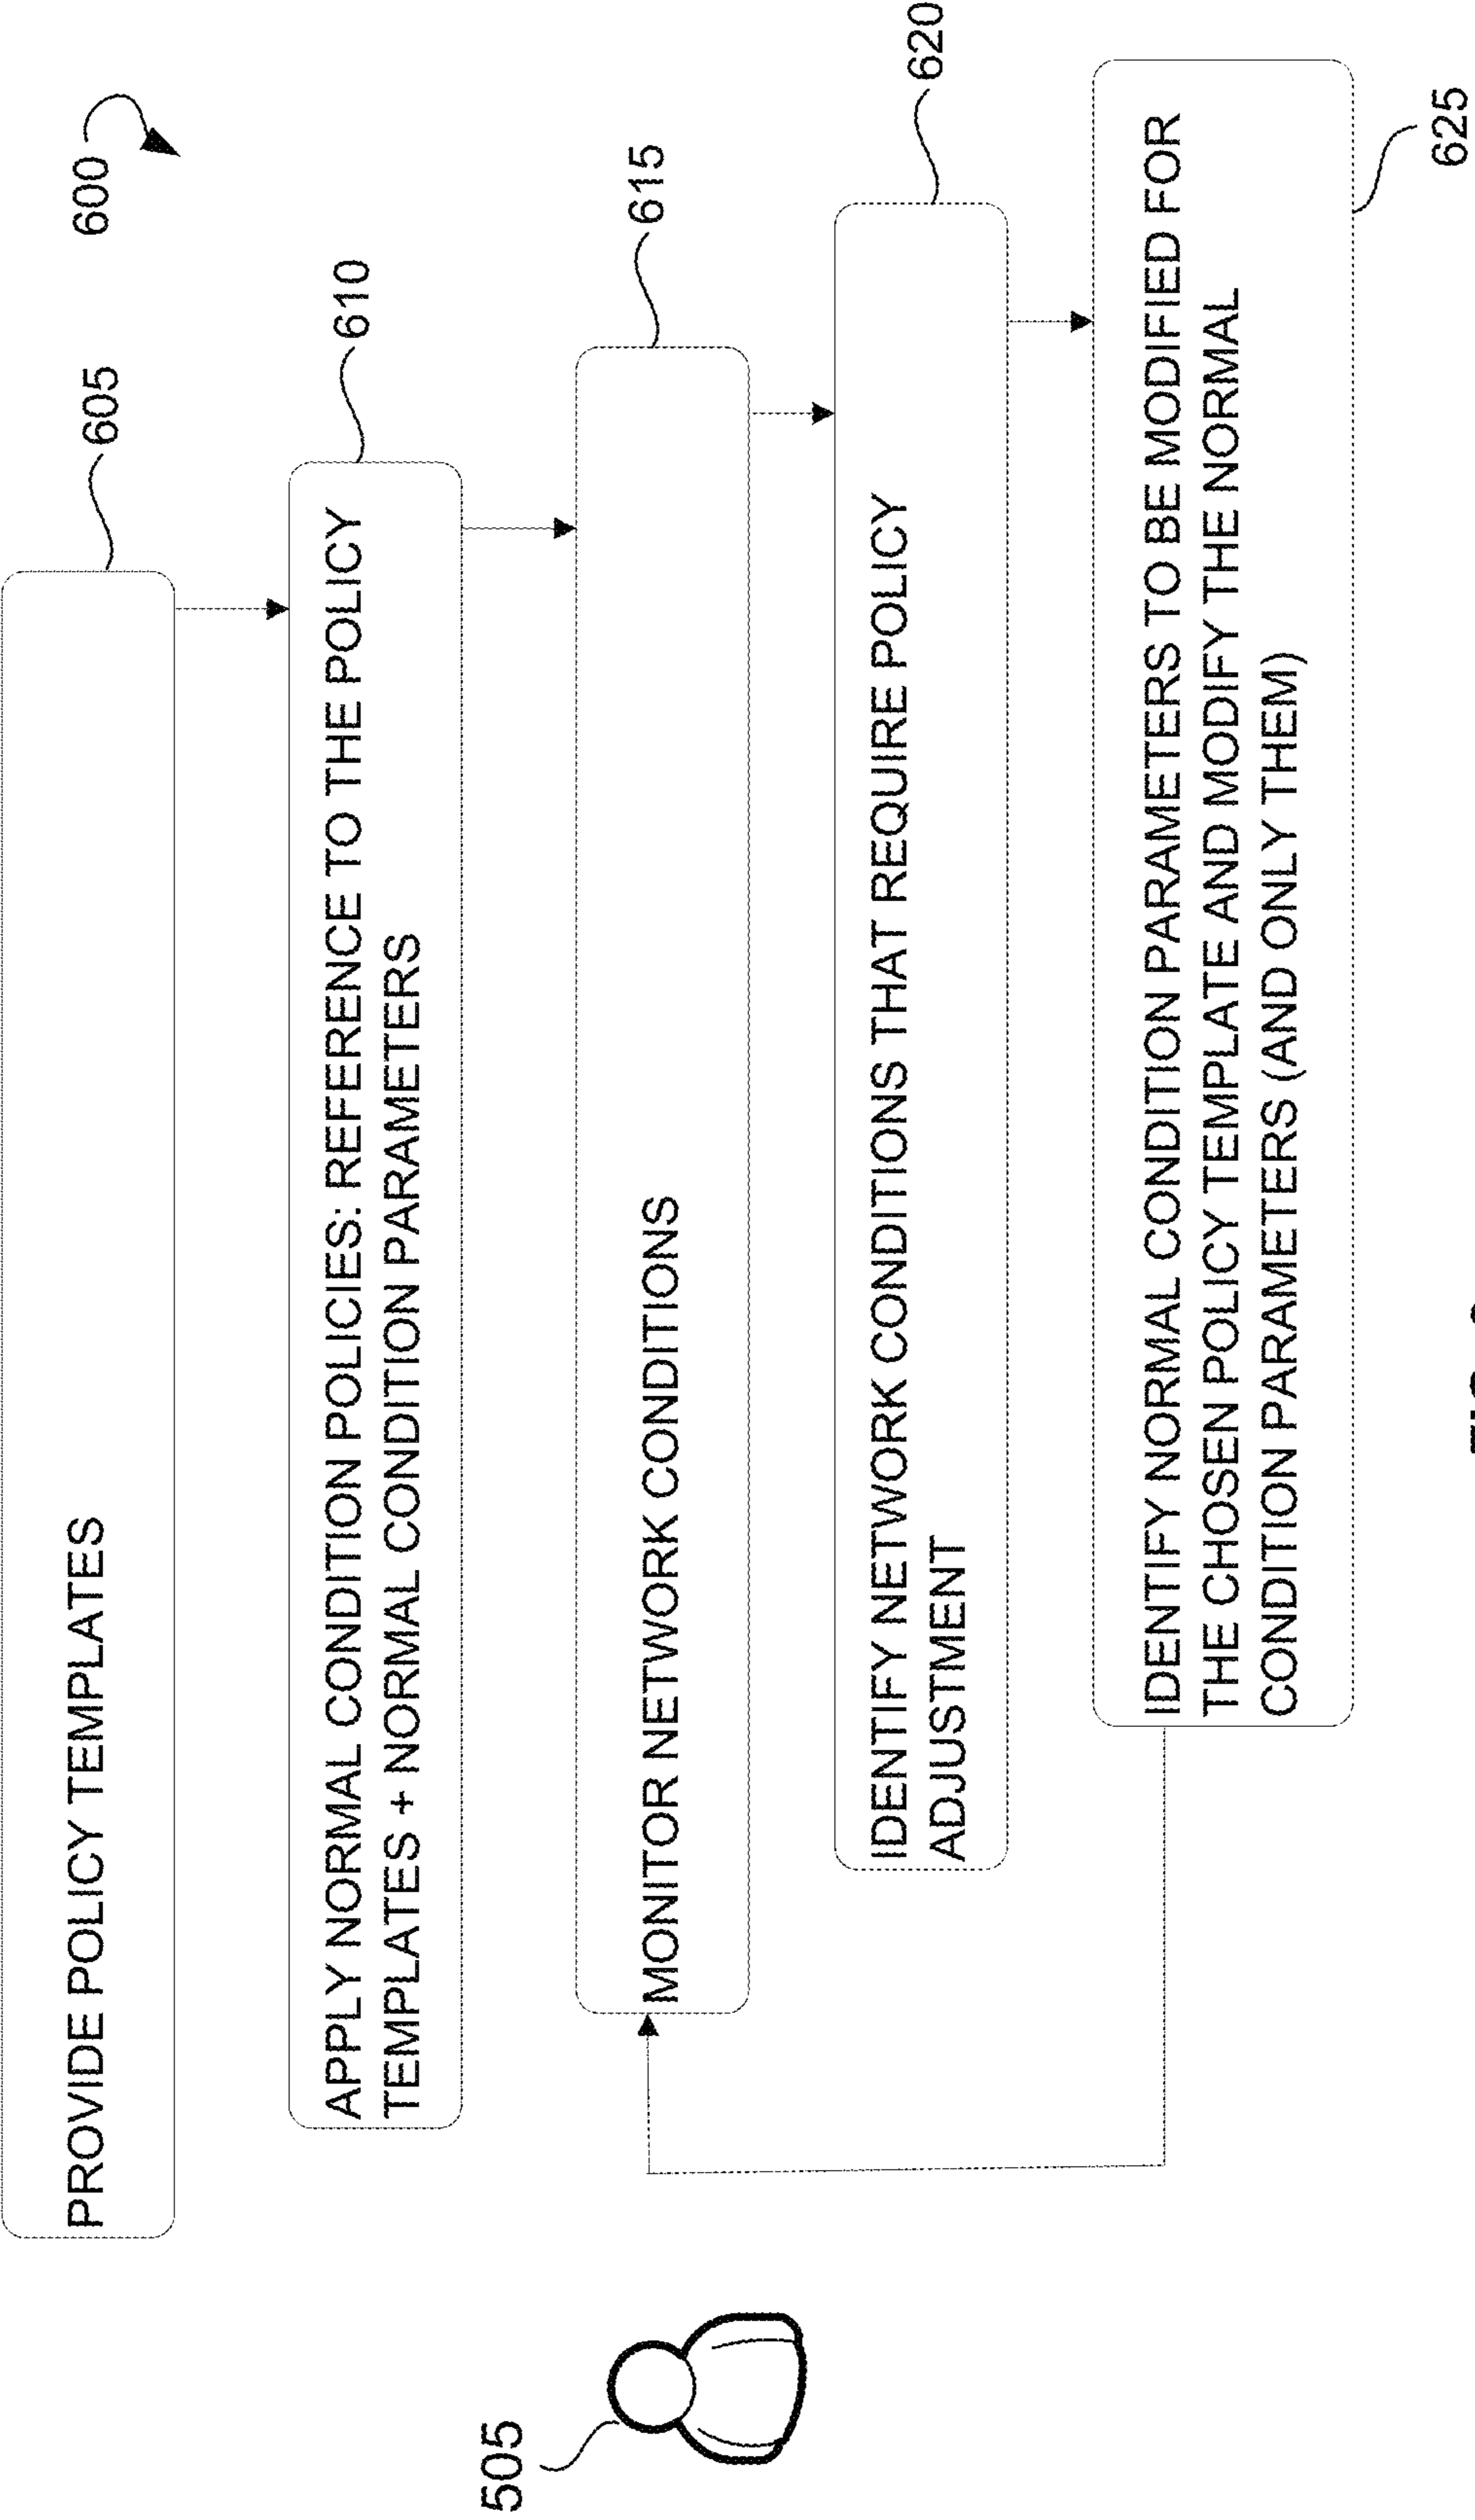 600
605
PROVIDE POLICY TEMPLATES
610
APPLY NORMAL CONDITION POLICIES: REFERENCE TO THE POLICY
TEMPLATES + NORMAL CONDITION PARAMETERS
615
MONITOR NETWORK CONDITIONS
620
IDENTIFY NETWORK CONDITIONS THAT REQUIRE POLICY
ADJUSTMENT
625
IDENTIFY NORMAL CONDITION PARAMETERS TO BE MODIFIED FOR
THE CHOSEN POLICY TEMPLATE AND MODIFY THE NORMAL
CONDITION PARAMETERS (AND ONLY THEM)
505